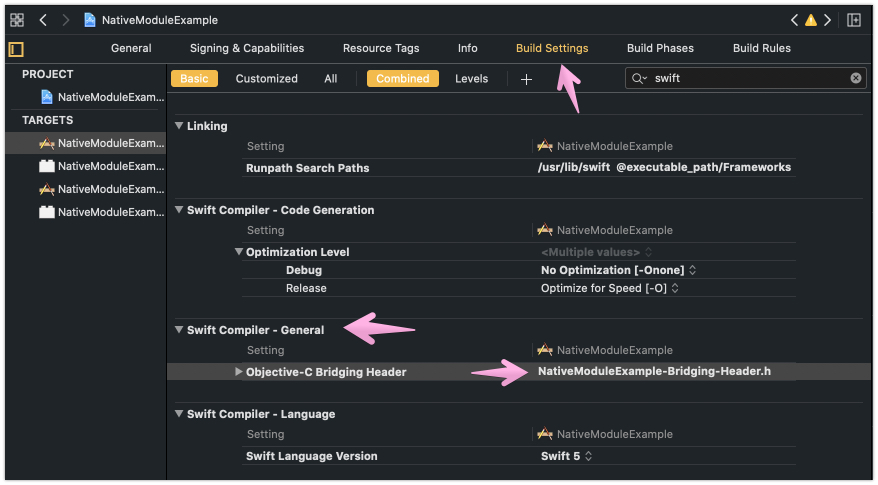 NativeModuleExample
General Signing & Capabilities Resource Tags Info Build Settings Build Phases Build Rules
PROJECT
NativeModuleExam...
TARGETS
NativeModuleExam...
NativeModuleExam...
NativeModuleExam...
NativeModuleExam...
Basic Customized All Combined Levels + swift
Linking
Setting NativeModuleExample
Runpath Search Paths /usr/lib/swift @executable_path/Frameworks
Swift Compiler - Code Generation
Setting NativeModuleExample
Optimization Level <Multiple values>
Debug No Optimization [-Onone]
Release Optimize for Speed [-O]
Swift Compiler - General
Setting NativeModuleExample
Objective-C Bridging Header NativeModuleExample-Bridging-Header.h
Swift Compiler - Language
Setting NativeModuleExample
Swift Language Version Swift 5